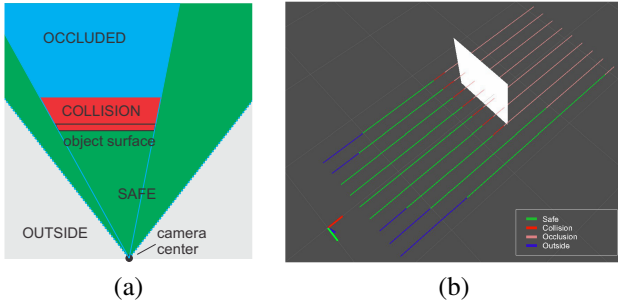 OCCLUDED
COLLISION
object surface
SAFE
OUTSIDE
camera
center
(a)
Safe
Collision
Occlusion
Outside
(b)